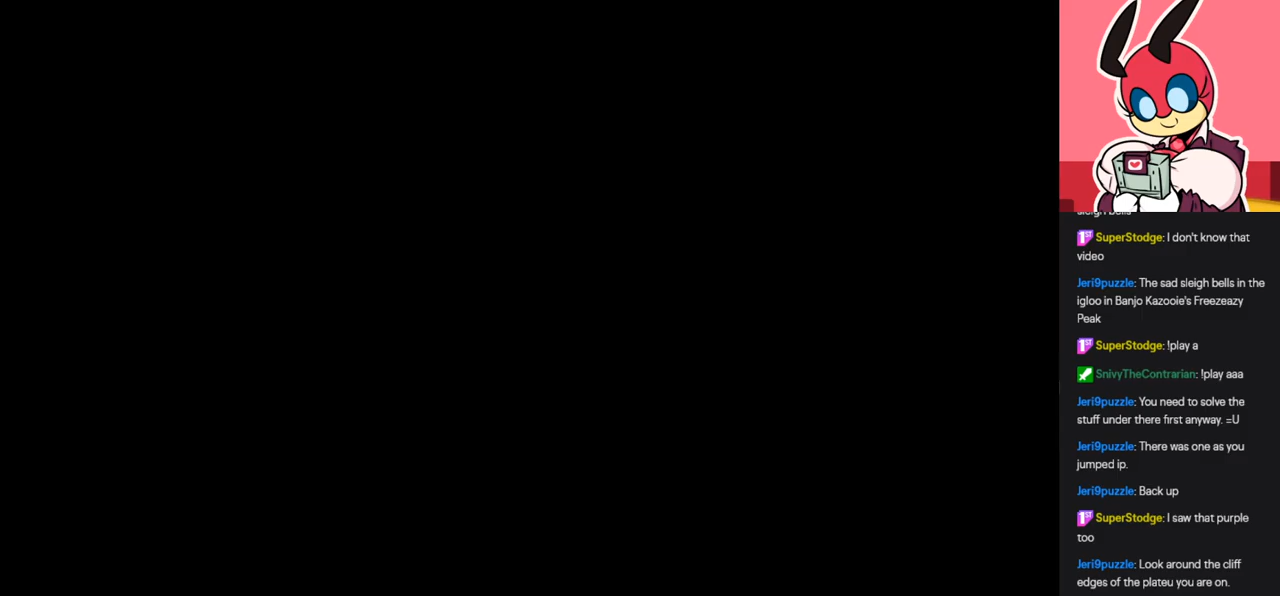 sleigh bells
SuperStodge: I don't know that
video
Jeri9puzzle: The sad sleigh bells in the
igloo in Banjo Kazooie's Freezeazy
Peak
SuperStodge: !play a
SnivyTheContrarian: !play aaa
Jeri9puzzle: You need to solve the
stuff under there first anyway. =U
Jeri9puzzle: There was one as you
jumped ip.
Jeri9puzzle: Back up
SuperStodge: I saw that purple
too
Jeri9puzzle: Look around the cliff
edges of the plateu you are on.